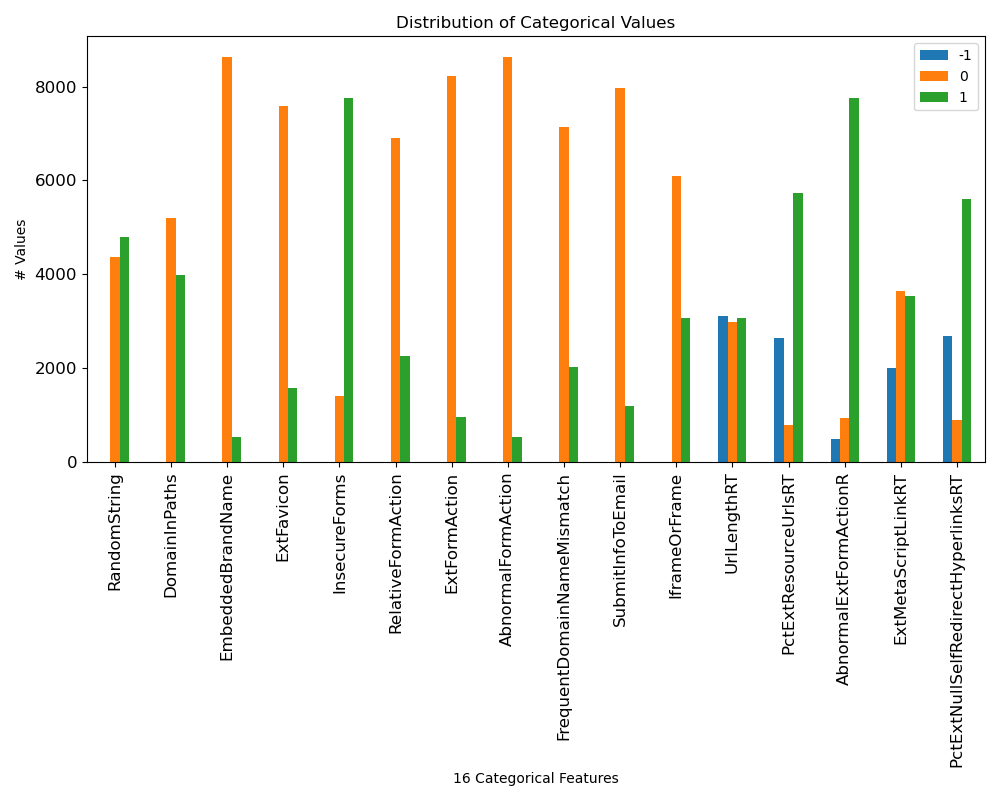 Distribution of Categorical Values
-1
0
1
# Values
8000
6000
4000
2000
0
RandomString
DomainInPaths
EmbeddedBrandName
ExtFavicon
InsecureForms
RelativeFormAction
ExtFormAction
AbnormalFormAction
FrequentDomainNameMismatch
SubmitInfoToEmail
IframeOrFrame
UrlLengthRT
PctExtResourceUrlsRT
AbnormalExtFormActionR
ExtMetaScriptLinkRT
PctExtNullSelfRedirectHyperlinksRT
16 Categorical Features